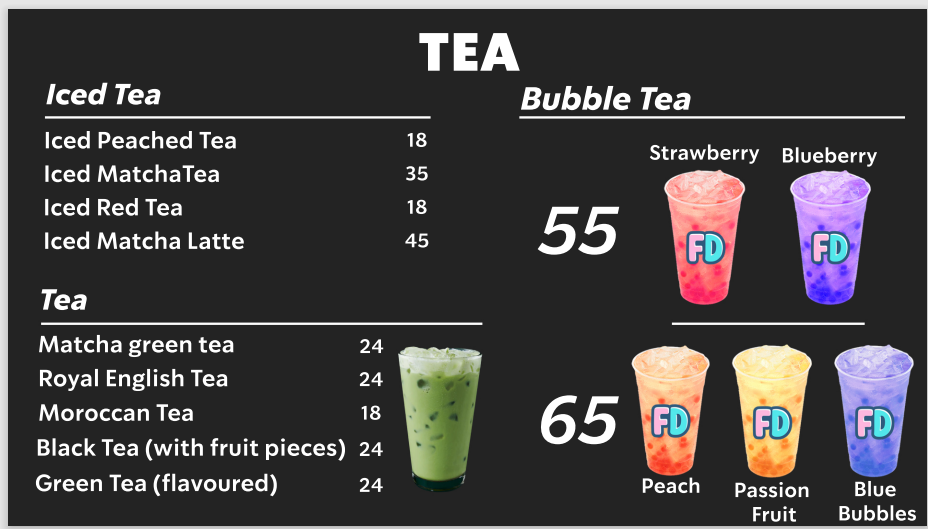 TEA
Iced Tea
Iced Peached Tea 18
Iced MatchaTea 35
Iced Red Tea 18
Iced Matcha Latte 45
Tea
Matcha green tea 24
Royal English Tea 24
Moroccan Tea 18
Black Tea (with fruit pieces) 24
Green Tea (flavoured) 24
Bubble Tea
Strawberry Blueberry
55
FD FD
65
FD FD FD
Peach
Passion
Fruit
Blue
Bubbles